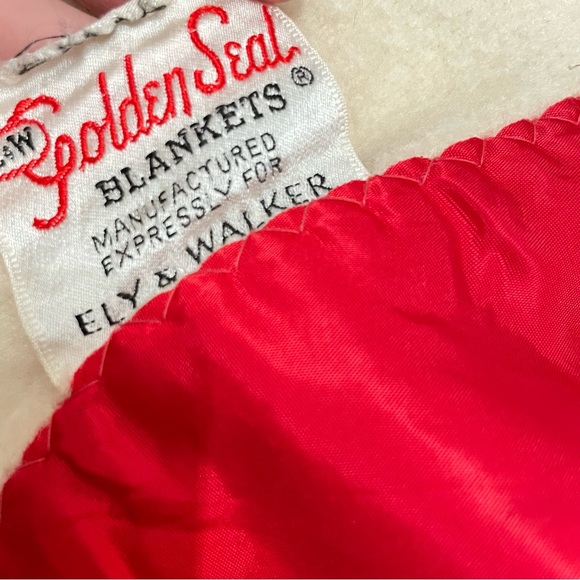 Golden Seal
&W
BLANKETS ®
MANUFACTURED
EXPRESSLY FOR
ELY & WALKER